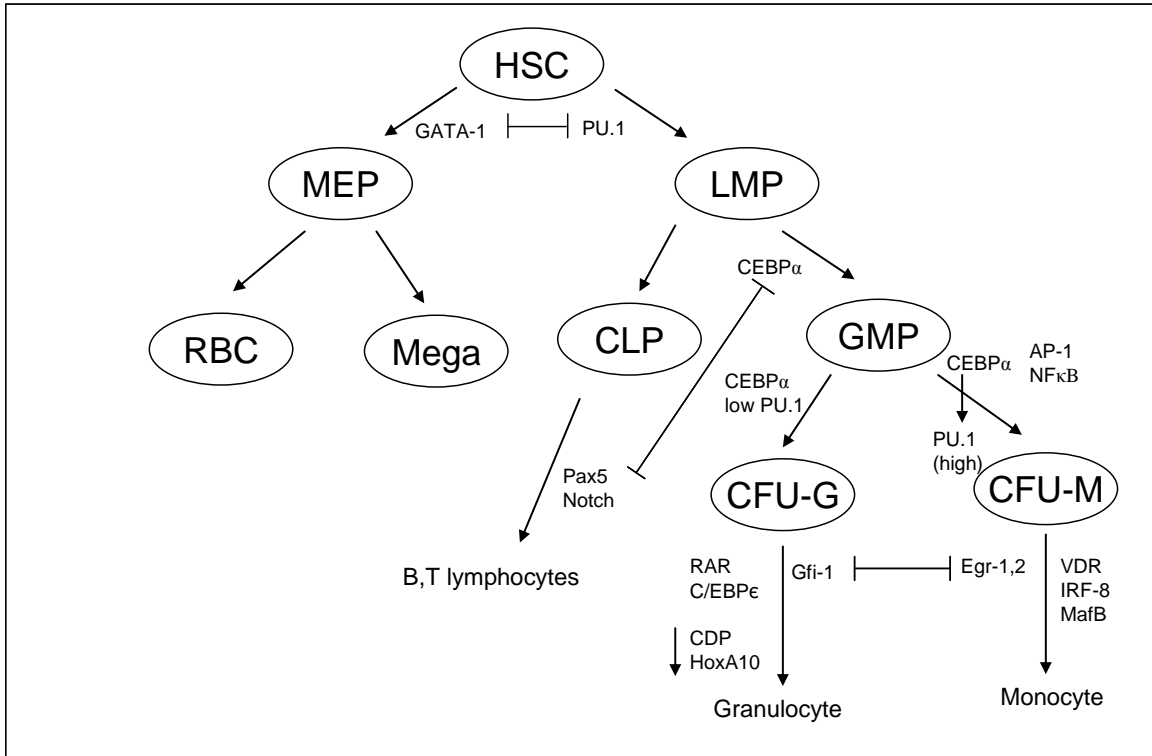 HSC
GATA-1
PU.1
MEP
LMP
CEBPα
RBC
Mega
CLP
GMP
CEBPα
low PU.1
CEBPα
AP-1
NFκB
PU.1
(high)
Pax5
Notch
CFU-G
CFU-M
B,T lymphocytes
RAR
C/EBPϵ
Gfi-1
Egr-1,2
VDR
IRF-8
MafB
CDP
HoxA10
Granulocyte
Monocyte